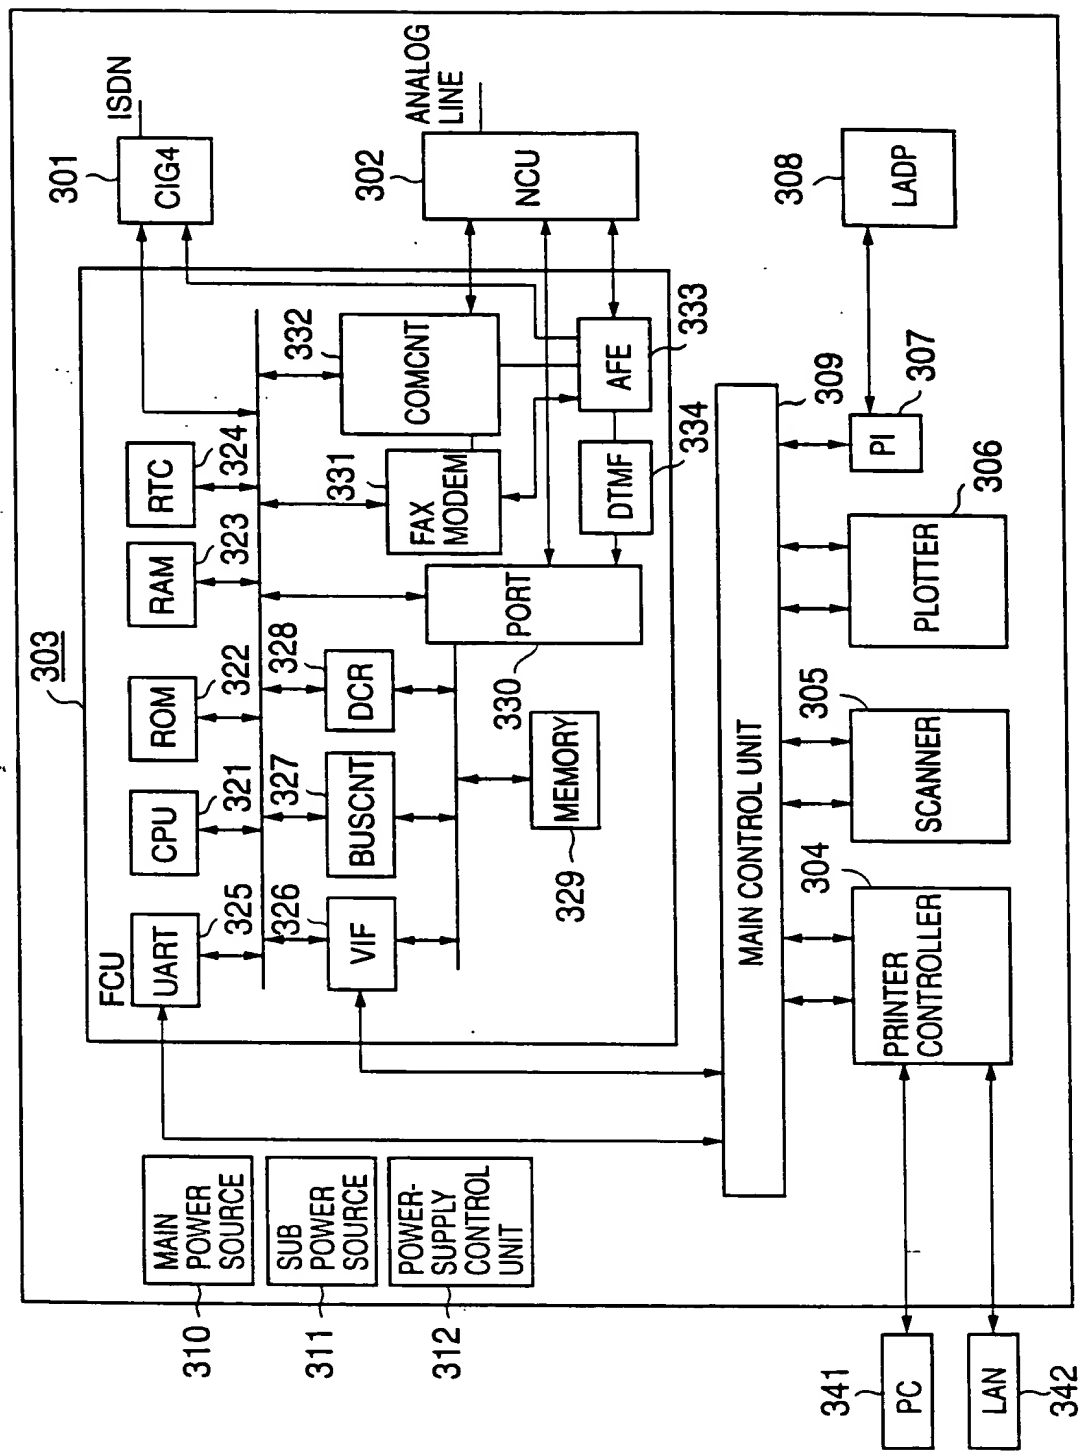 310
MAIN
POWER
SOURCE
311
SUB
POWER
SOURCE
312
POWER-
SUPPLY
CONTROL
UNIT
303
FCU
UART
325
CPU
321
ROM
322
RAM
323
RTC
324
301
CIG4
ISDN
326
VIF
327
BUSCNT
328
DCR
331
FAX
MODEM
332
COMCNT
302
NCU
ANALOG
LINE
329
MEMORY
330
PORT
DTMF
334
AFE
333
MAIN CONTROL UNIT
309
304
PRINTER
CONTROLLER
305
SCANNER
PLOTTER
306
PI
307
308
LADP
341
PC
LAN
342